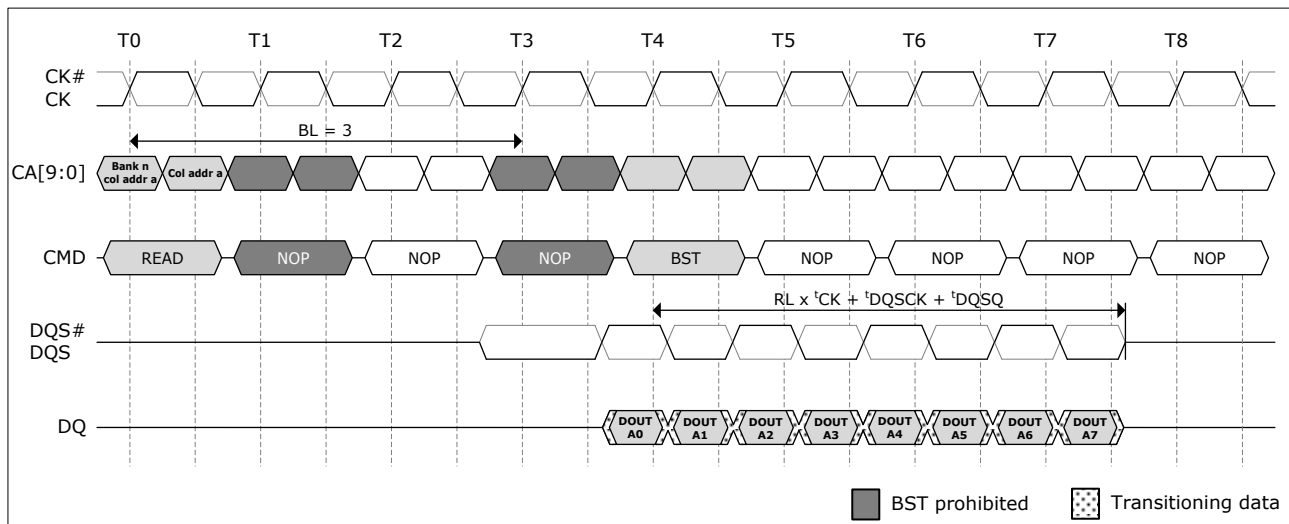 T0 T1 T2 T3 T4 T5 T6 T7 T8
CK#
CK
BL = 3
CA[9:0]
Bank n
col addr a
Col addr a
CMD
READ NOP NOP NOP BST NOP NOP NOP NOP
RL x tCK + tDQSCK + tDQSQ
DQS#
DQS
DQ
DOUT A0
DOUT A1
DOUT A2
DOUT A3
DOUT A4
DOUT A5
DOUT A6
DOUT A7
BST prohibited
Transitioning data